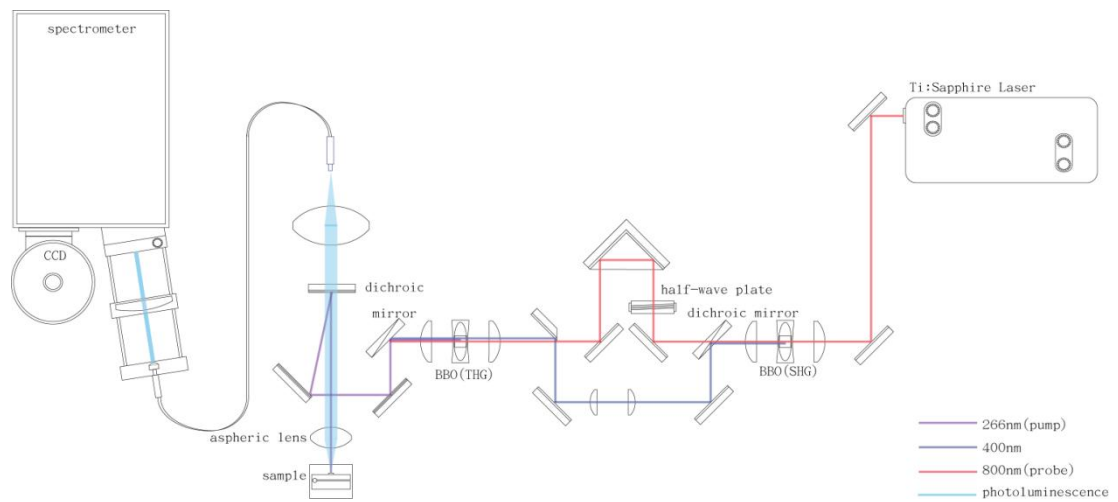 spectrometer
Ti:Sapphire Laser
CCD
dichroic
mirror
half-wave plate
dichroic mirror
BBO(THG)
BBO(SHG)
aspheric lens
sample
266nm(pump)
400nm
800nm(probe)
photoluminescence